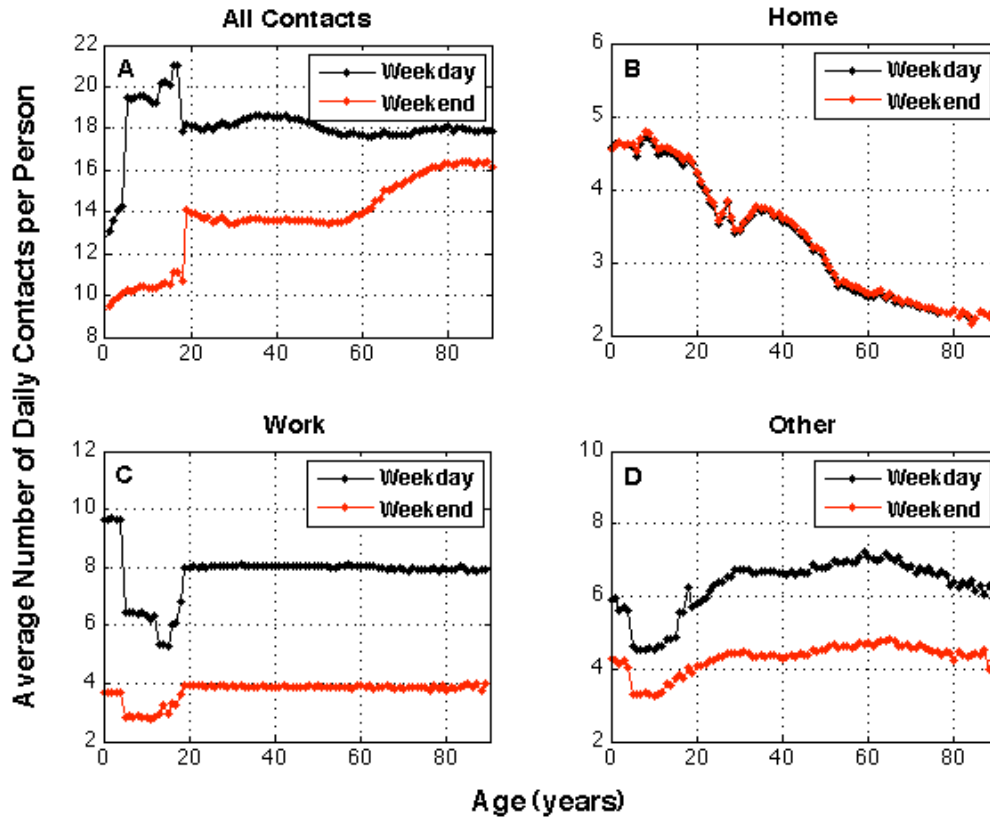 Average Number of Daily Contacts per Person
All Contacts
A
Weekday
Weekend
22
20
18
16
14
12
10
8
0 20 40 60 80
Home
B
Weekday
Weekend
6
5
4
3
2
0 20 40 60 80
Work
C
Weekday
Weekend
12
10
8
6
4
2
0 20 40 60 80
Other
D
Weekday
Weekend
10
8
6
4
2
0 20 40 60 80
Age (years)